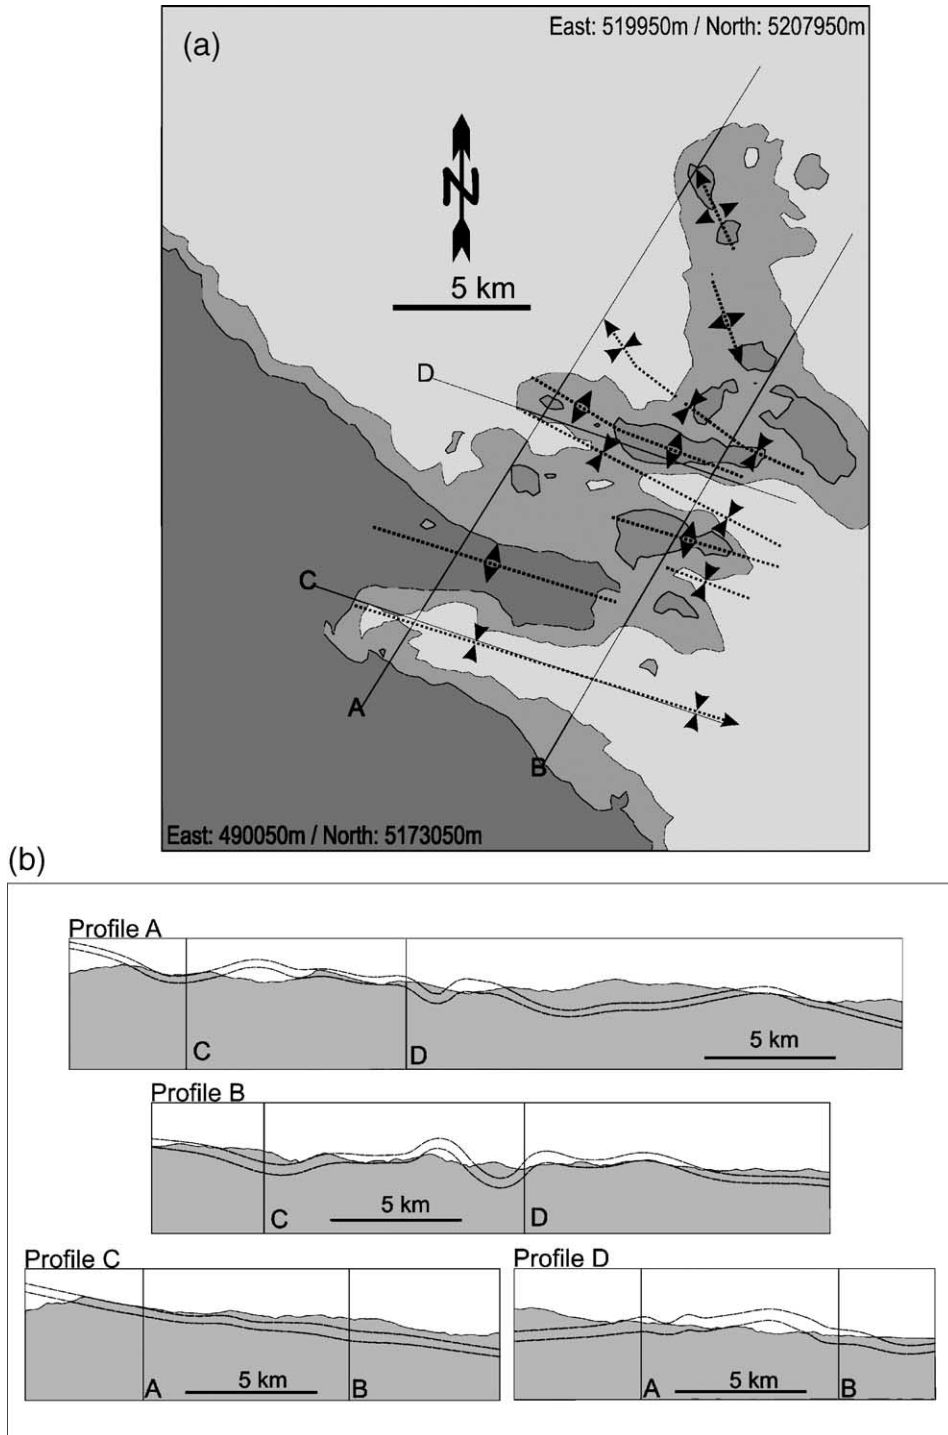 (a)
East: 519950m / North: 5207950m
N
5 km
D
C
A
B
East: 490050m / North: 5173050m
(b)
Profile A
C
D
5 km
Profile B
C
5 km
D
Profile C
A
5 km
B
Profile D
A
5 km
B